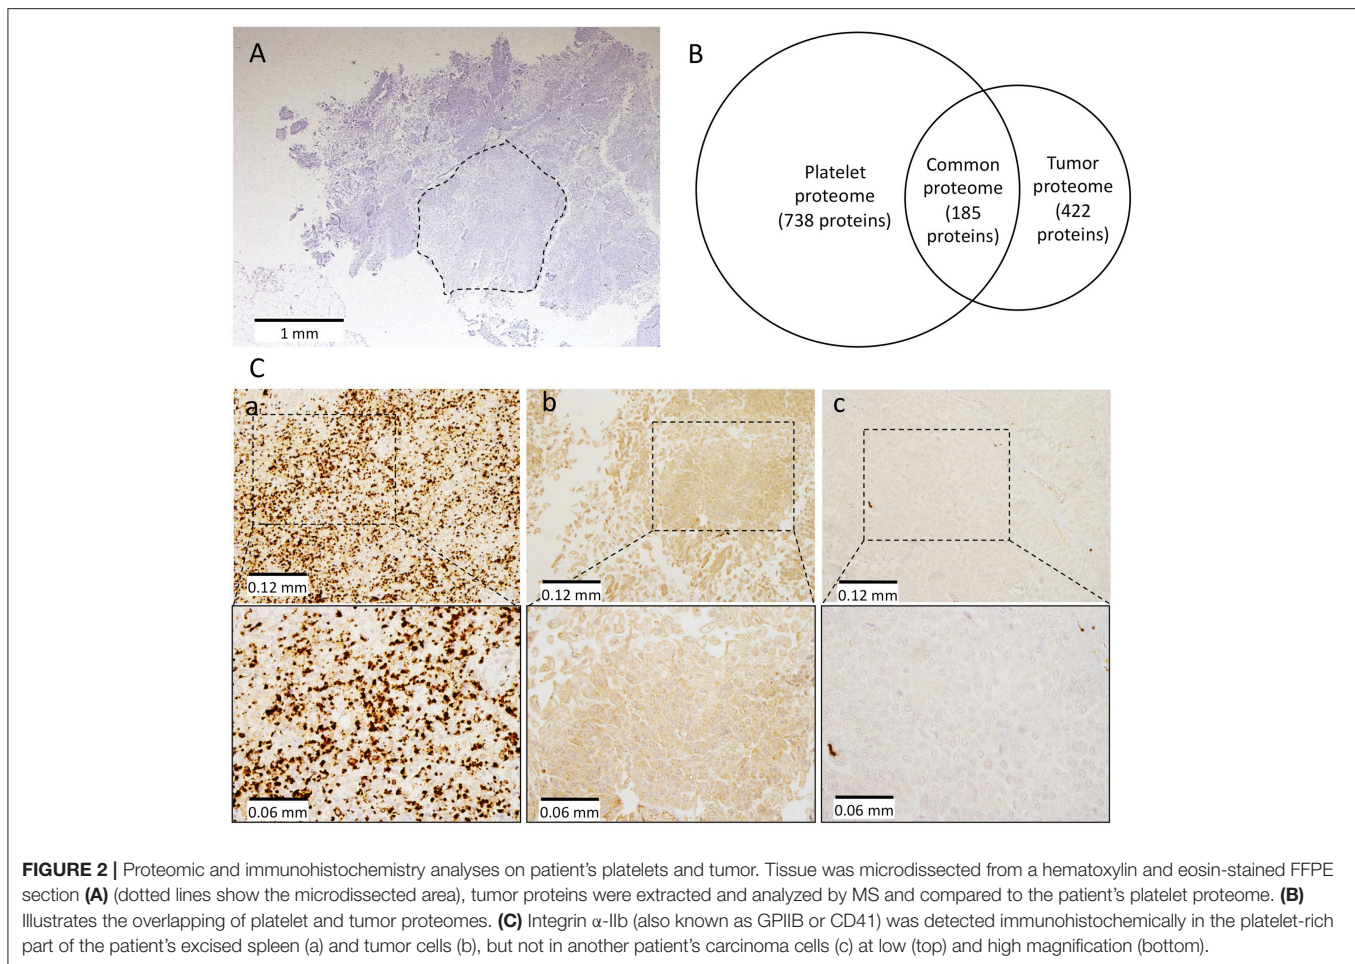 A
1 mm
B
Platelet
proteome
(738 proteins)
Common
proteome
(185
proteins)
Tumor
proteome
(422
proteins)
C
a
0.12 mm
b
0.12 mm
c
0.12 mm
0.06 mm
0.06 mm
0.06 mm
FIGURE 2 | Proteomic and immunohistochemistry analyses on patient's platelets and tumor. Tissue was microdissected from a hematoxylin and eosin-stained FFPE
section (A) (dotted lines show the microdissected area), tumor proteins were extracted and analyzed by MS and compared to the patient's platelet proteome. (B)
Illustrates the overlapping of platelet and tumor proteomes. (C) Integrin α-IIb (also known as GPIIB or CD41) was detected immunohistochemically in the platelet-rich
part of the patient's excised spleen (a) and tumor cells (b), but not in another patient's carcinoma cells (c) at low (top) and high magnification (bottom).